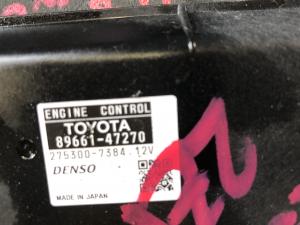 ENGINE CONTROL
TOYOTA
89661-47270
275300-7384 12V
DENSO
MADE IN JAPAN